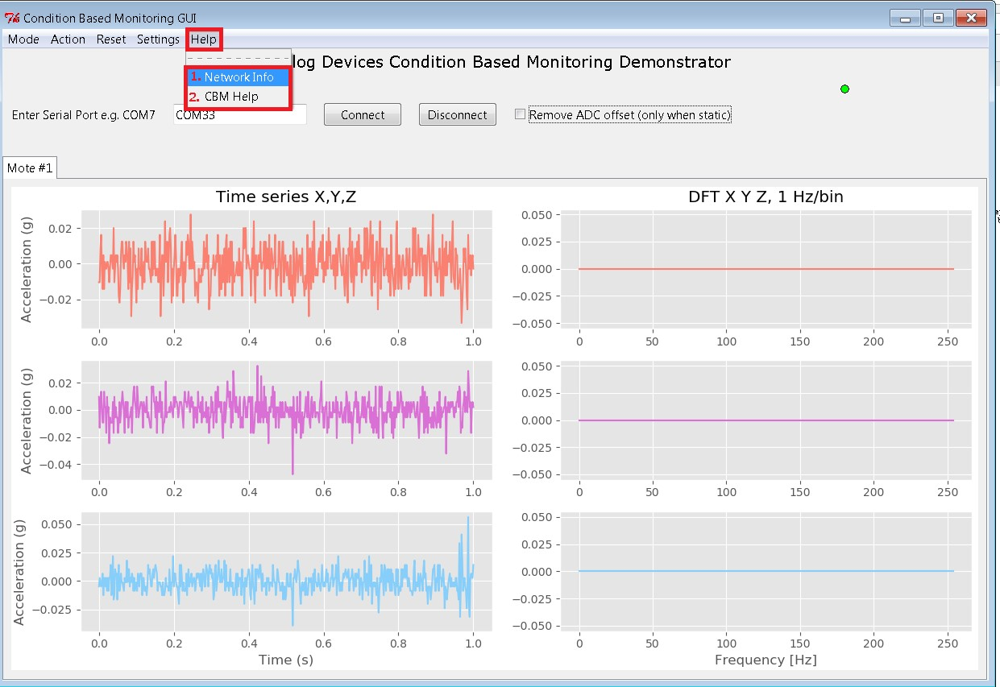 Condition Based Monitoring GUI
Mode Action Reset Settings Help
log Devices Condition Based Monitoring Demonstrator
1. Network Info
2. CBM Help
Enter Serial Port e.g. COM7 COM33 Connect Disconnect Remove ADC offset (only when static)
Mote #1
Time series X,Y,Z
Acceleration (g)
0.02
0.00
−0.02
0.0 0.2 0.4 0.6 0.8 1.0
DFT X Y Z, 1 Hz/bin
0.050
0.025
0.000
−0.025
−0.050
0 50 100 150 200 250
Acceleration (g)
0.02
0.00
−0.02
−0.04
0.0 0.2 0.4 0.6 0.8 1.0
0.050
0.025
0.000
−0.025
−0.050
0 50 100 150 200 250
Acceleration (g)
0.050
0.025
0.000
−0.025
0.0 0.2 0.4 0.6 0.8 1.0
Time (s)
0.050
0.025
0.000
−0.025
−0.050
0 50 100 150 200 250
Frequency [Hz]